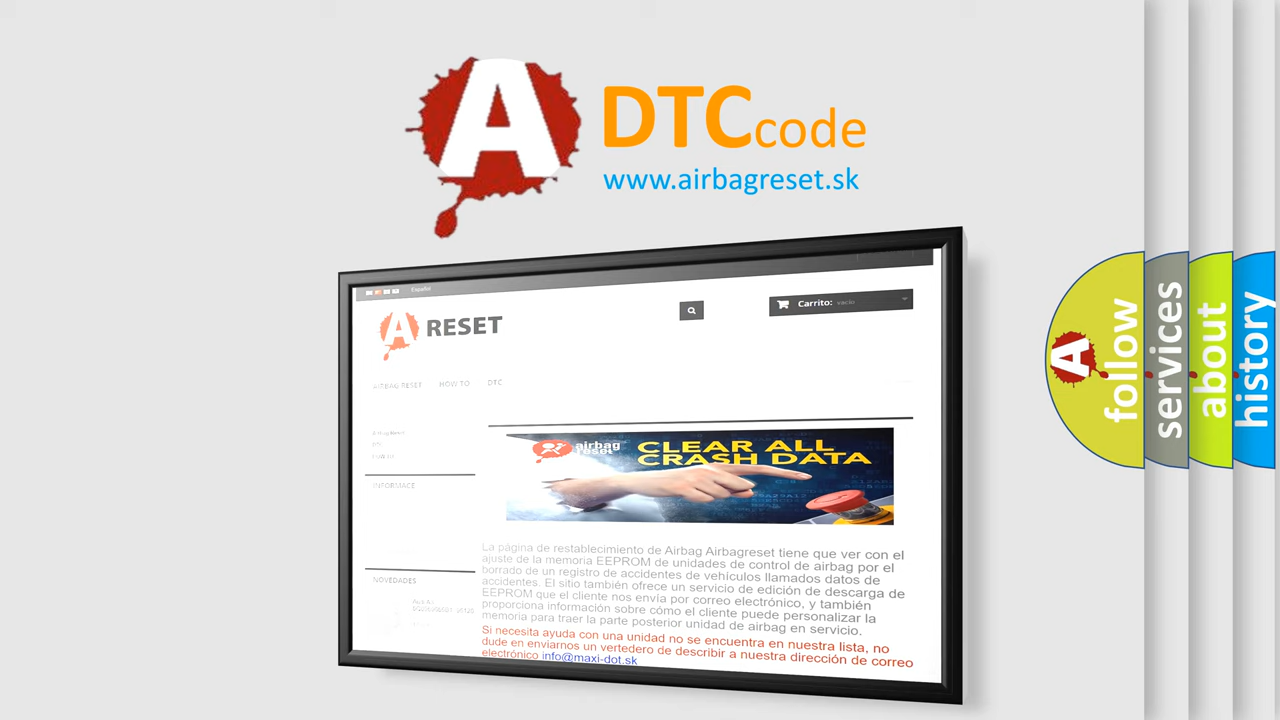 A
DTC code
www.airbagreset.sk
Español
A RESET
Carrito: vacío
AIRBAG RESET HOW TO DTC
Airbag Reset
DTC
INFORMACE
airbag
reset
CLEAR ALL
CRASH DATA
La página de restablecimiento de Airbag Airbagreset tiene que ver con el
ajuste de la memoria EEPROM de unidades de control de airbag por el
borrado de un registro de accidentes de vehículos llamados datos de
accidentes. El sitio también ofrece un servicio de edición de descarga de
EEPROM que el cliente nos envía por correo electrónico, y también
proporciona información sobre cómo el cliente puede personalizar la
memoria para traer la parte posterior unidad de airbag en servicio.
Si necesita ayuda con una unidad no se encuentra en nuestra lista, no
dude en enviarnos un vertedero de describir a nuestra dirección de correo
electrónico info@maxi-dot.sk
NOVEDADES
A
follow
services
about
history